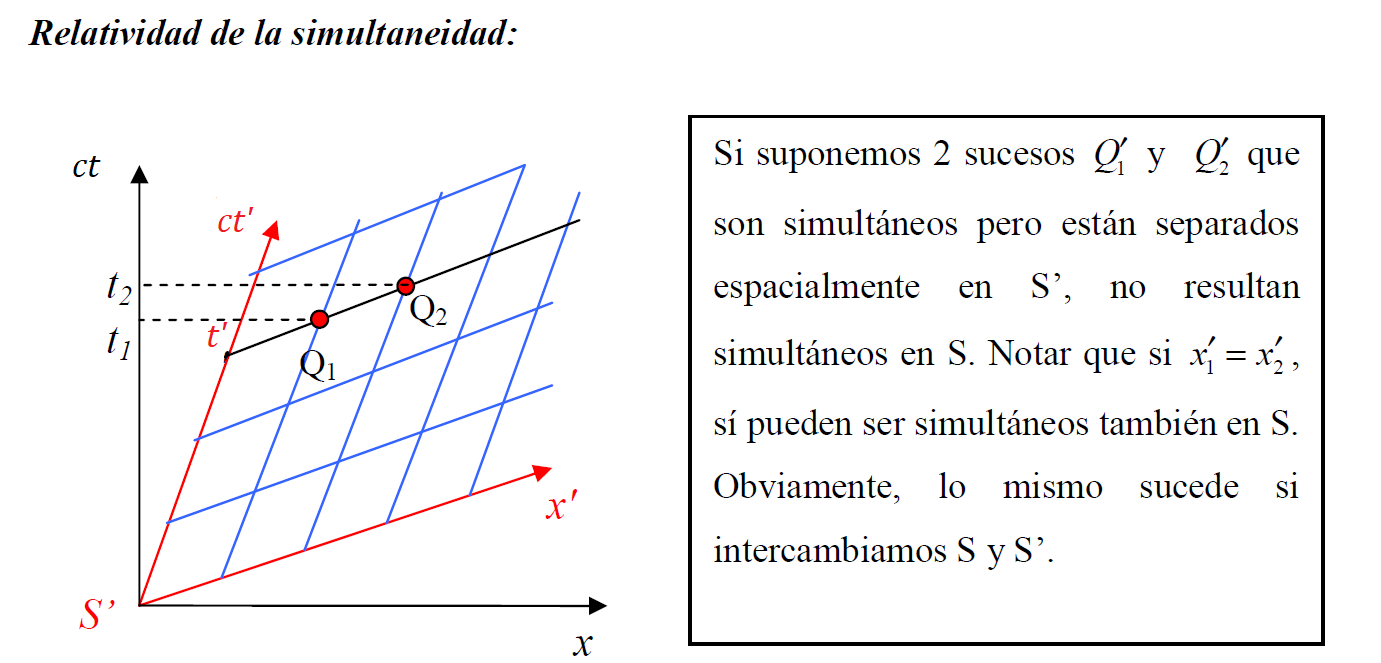 Relatividad de la simultaneidad:
ct
ct'
t₂
t₁
t'
Q₁
Q₂
x'
S’
x
Si suponemos 2 sucesos Q′₁ y Q′₂ que
son simultáneos pero están separados
espacialmente en S’, no resultan
simultáneos en S. Notar que si x′₁ = x′₂,
sí pueden ser simultáneos también en S.
Obviamente, lo mismo sucede si
intercambiamos S y S’.